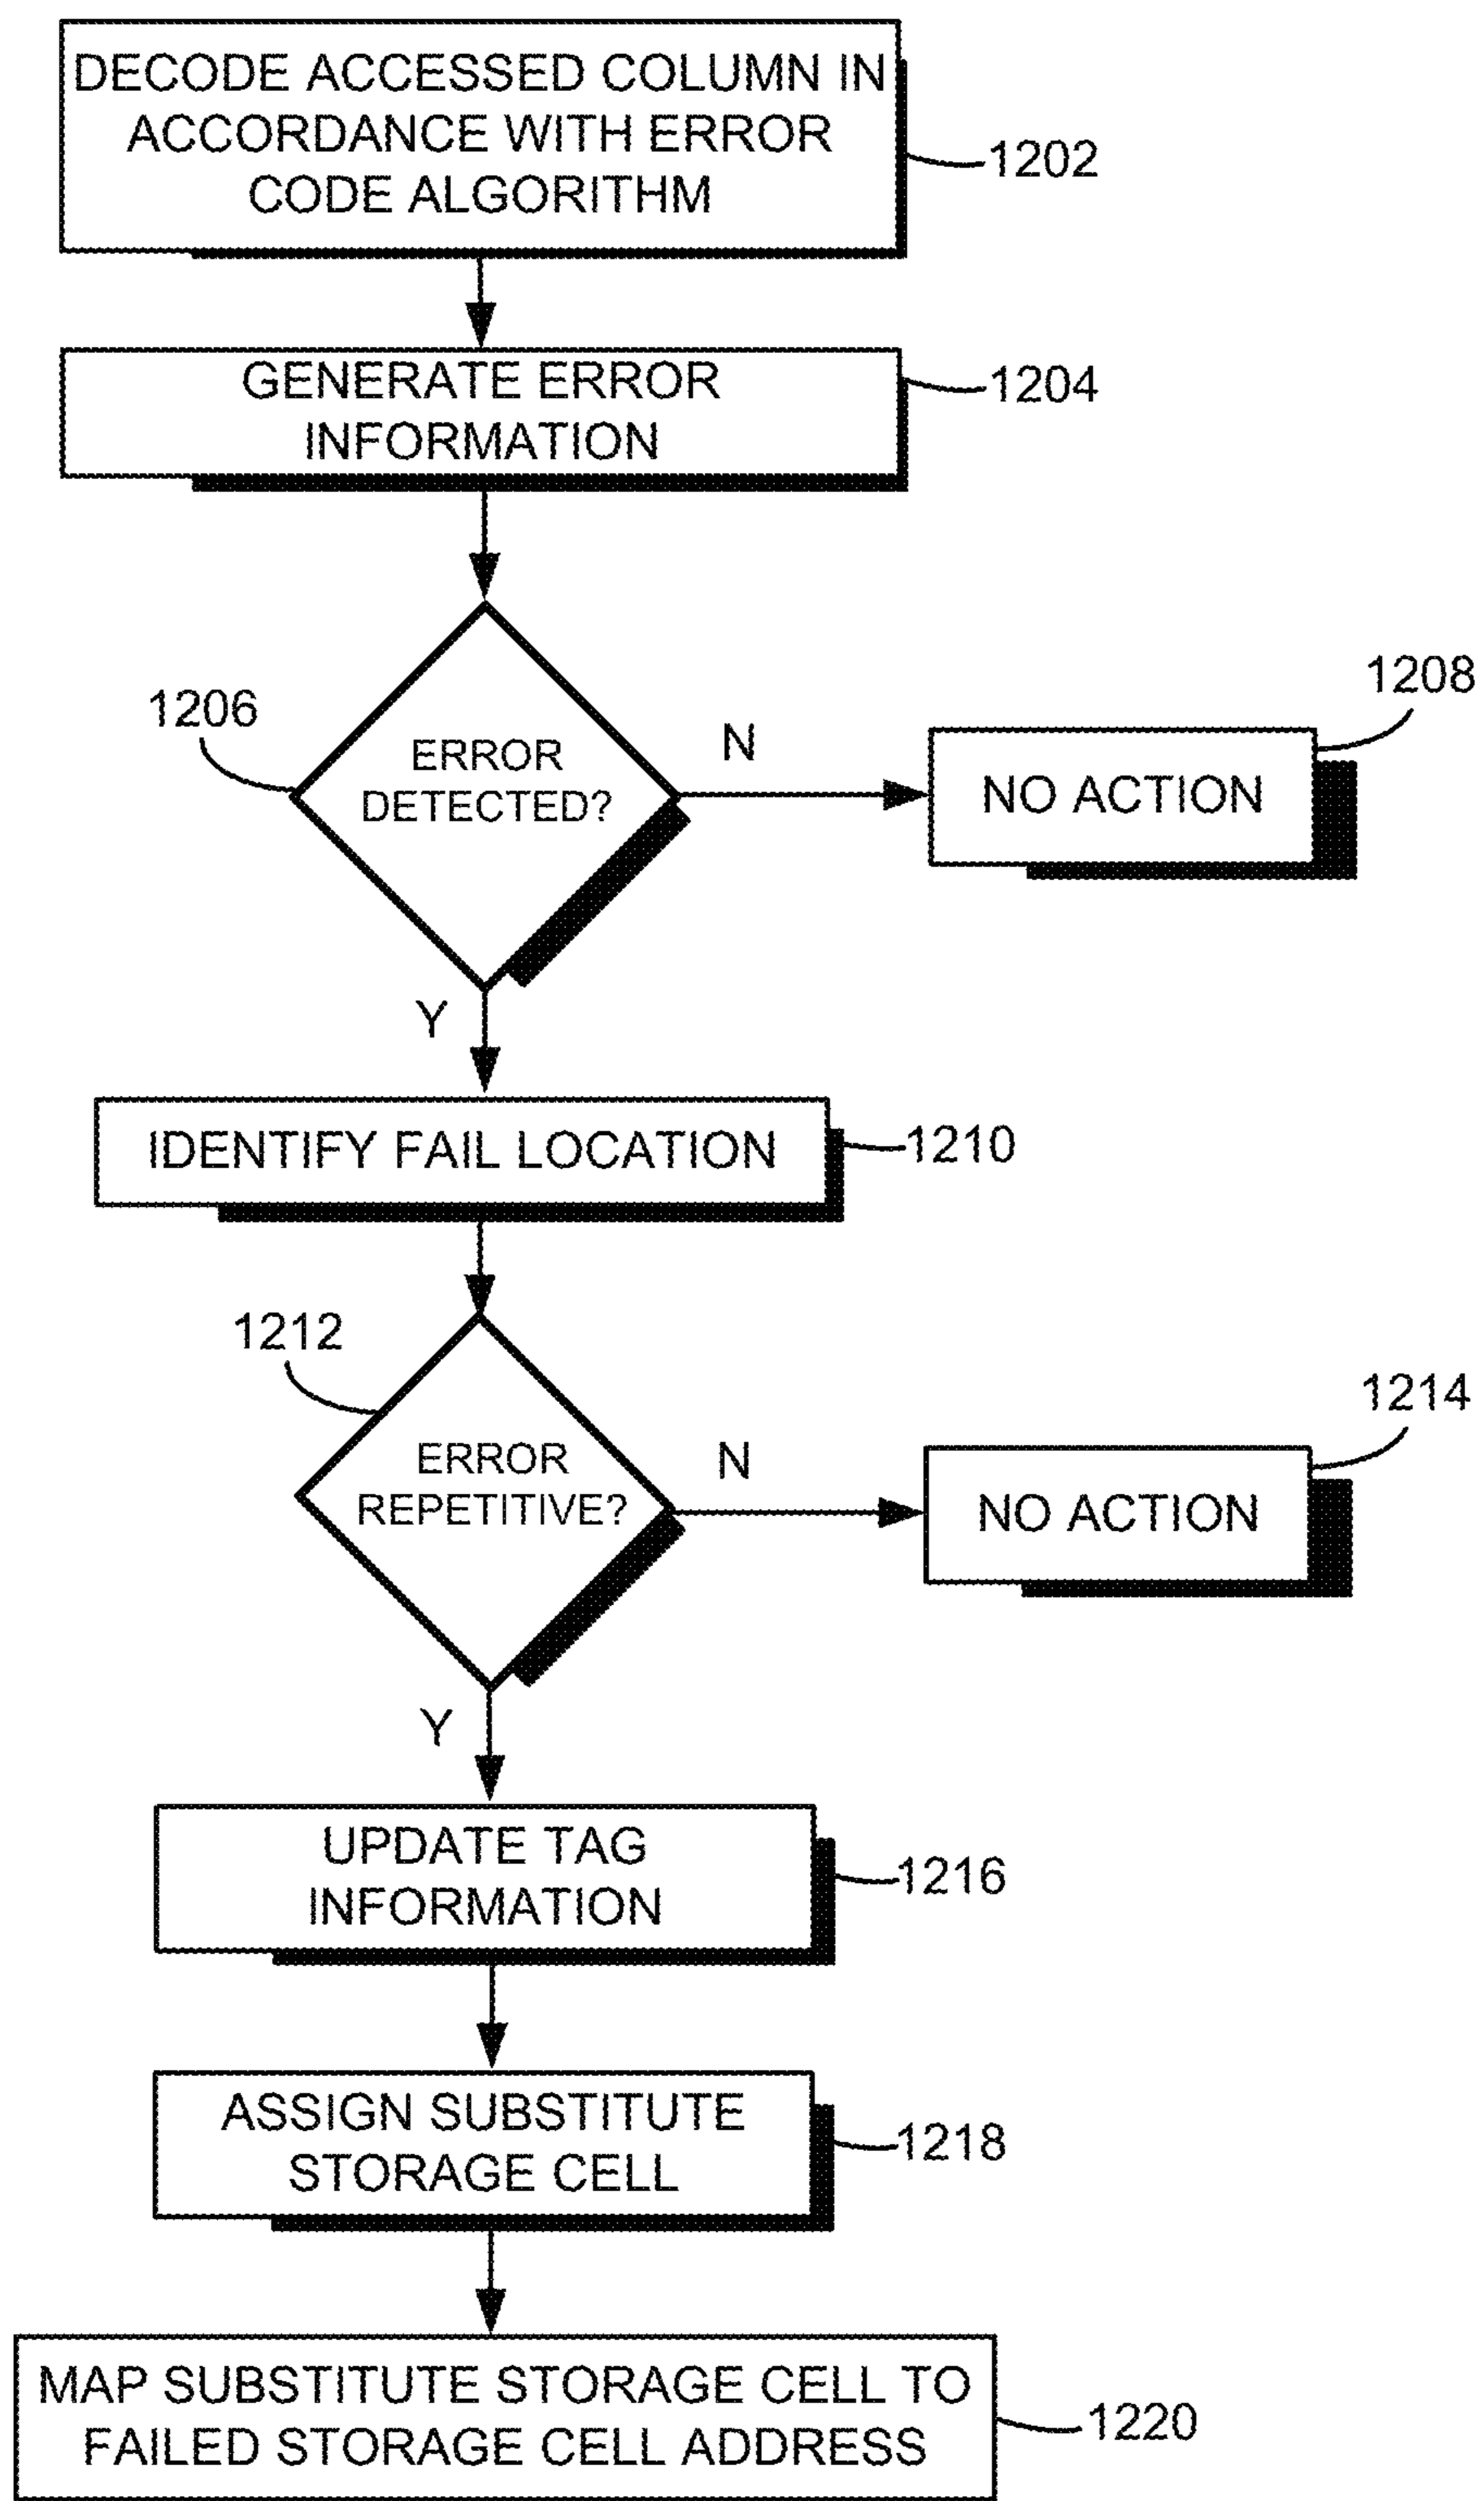 DECODE ACCESSED COLUMN IN
ACCORDANCE WITH ERROR
CODE ALGORITHM
1202
GENERATE ERROR
INFORMATION
1204
1206
ERROR
DETECTED?
N
1208
NO ACTION
Y
IDENTIFY FAIL LOCATION
1210
1212
ERROR
REPETITIVE?
N
1214
NO ACTION
Y
UPDATE TAG
INFORMATION
1216
ASSIGN SUBSTITUTE
STORAGE CELL
1218
MAP SUBSTITUTE STORAGE CELL TO
FAILED STORAGE CELL ADDRESS
1220